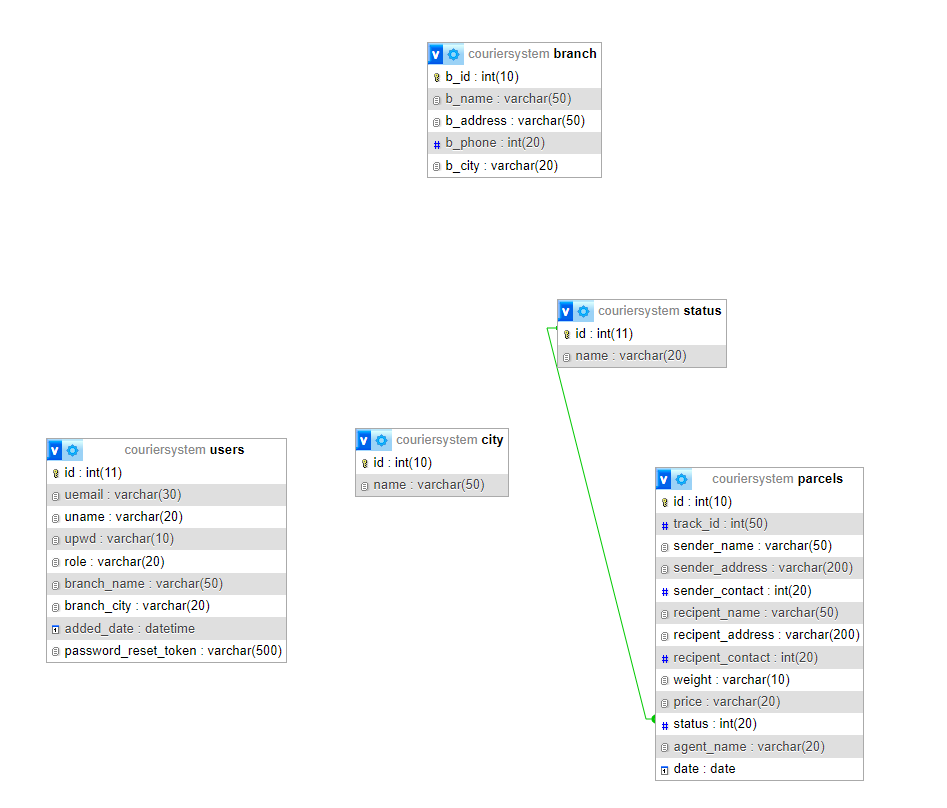 v couriersystem branch
b_id : int(10)
b_name : varchar(50)
b_address : varchar(50)
# b_phone : int(20)
b_city : varchar(20)
v couriersystem status
id : int(11)
name : varchar(20)
v couriersystem city
id : int(10)
name : varchar(50)
v couriersystem users
id : int(11)
uemail : varchar(30)
uname : varchar(20)
upwd : varchar(10)
role : varchar(20)
branch_name : varchar(50)
branch_city : varchar(20)
added_date : datetime
password_reset_token : varchar(500)
v couriersystem parcels
id : int(10)
# track_id : int(50)
sender_name : varchar(50)
sender_address : varchar(200)
# sender_contact : int(20)
recipent_name : varchar(50)
recipent_address : varchar(200)
# recipent_contact : int(20)
weight : varchar(10)
price : varchar(20)
# status : int(20)
agent_name : varchar(20)
date : date